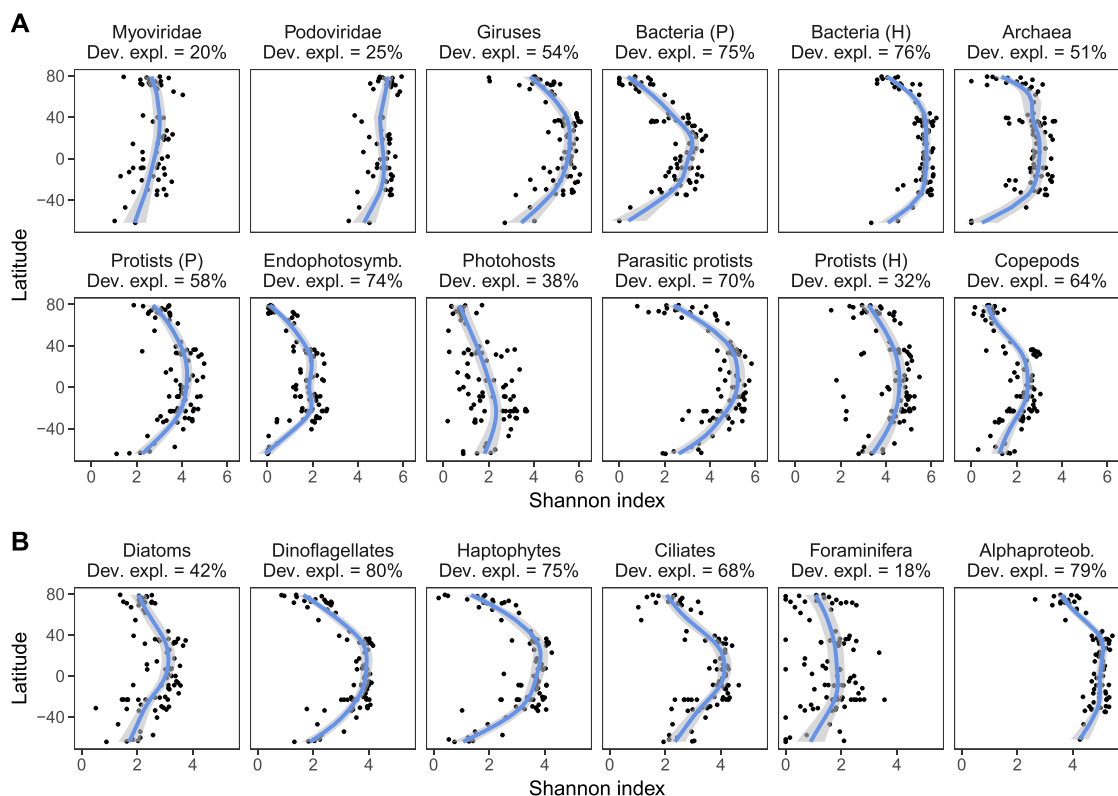 A
Myoviridae Podoviridae Giruses Bacteria (P) Bacteria (H) Archaea
Dev. expl. = 20% Dev. expl. = 25% Dev. expl. = 54% Dev. expl. = 75% Dev. expl. = 76% Dev. expl. = 51%
80
40
0
−40
Latitude
Protists (P) Endophotosymb. Photohosts Parasitic protists Protists (H) Copepods
Dev. expl. = 58% Dev. expl. = 74% Dev. expl. = 38% Dev. expl. = 70% Dev. expl. = 32% Dev. expl. = 64%
80
40
0
−40
0 2 4 6 0 2 4 6 0 2 4 6 0 2 4 6 0 2 4 6 0 2 4 6
Shannon index
B
Diatoms Dinoflagellates Haptophytes Ciliates Foraminifera Alphaproteob.
Dev. expl. = 42% Dev. expl. = 80% Dev. expl. = 75% Dev. expl. = 68% Dev. expl. = 18% Dev. expl. = 79%
80
40
0
−40
Latitude
0 2 4 0 2 4 0 2 4 0 2 4 0 2 4 0 2 4
Shannon index